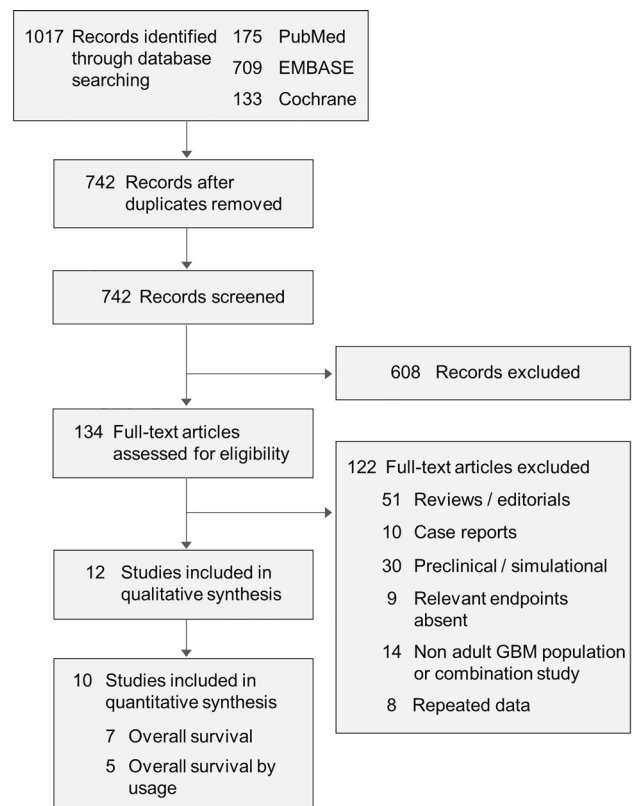 1017 Records identified
through database
searching
175 PubMed
709 EMBASE
133 Cochrane
742 Records after
duplicates removed
742 Records screened
608 Records excluded
134 Full-text articles
assessed for eligibility
122 Full-text articles excluded
51 Reviews / editorials
10 Case reports
30 Preclinical / simulational
9 Relevant endpoints
absent
14 Non adult GBM population
or combination study
8 Repeated data
12 Studies included in
qualitative synthesis
10 Studies included in
quantitative synthesis
7 Overall survival
5 Overall survival by
usage